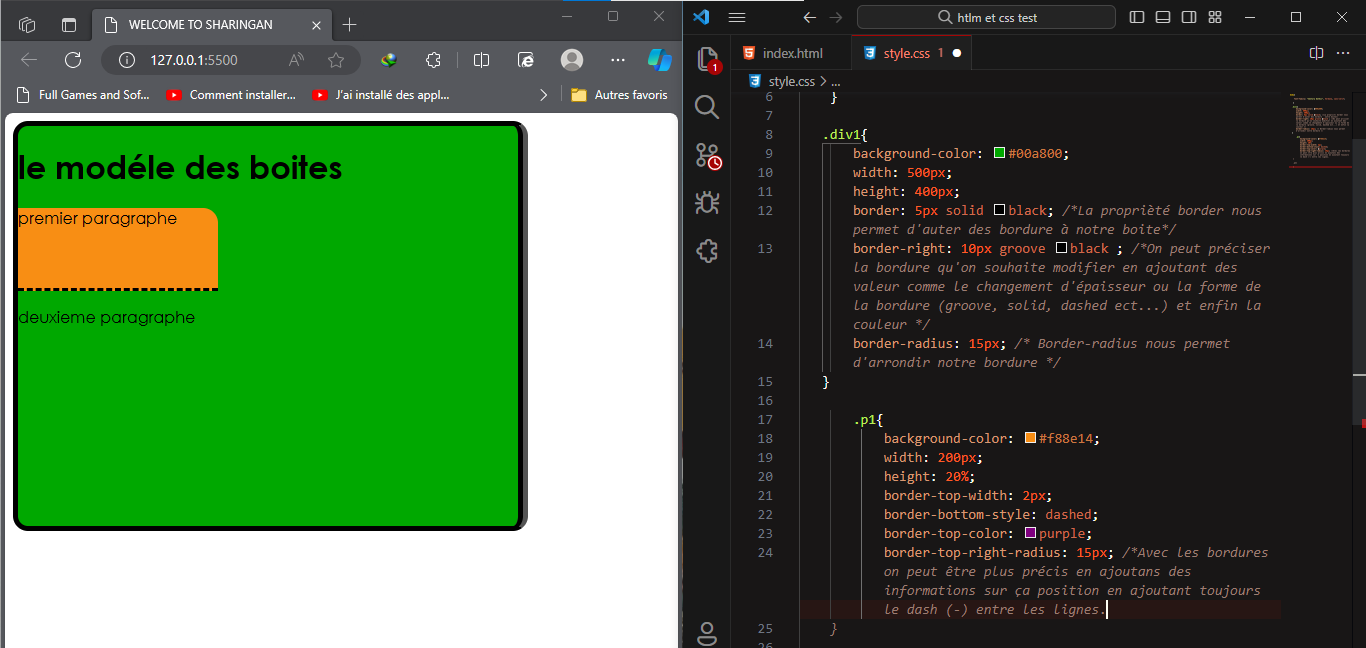 WELCOME TO SHARINGAN
127.0.0.1:5500
Full Games and Sof...
Comment installer...
J'ai installé des appl...
Autres favoris
le modéle des boites
premier paragraphe
deuxieme paragraphe
htlm et css test
index.html
style.css 1
style.css > ...
1
6 }
7
8 .div1{
9 background-color: #00a800;
10 width: 500px;
11 height: 400px;
12 border: 5px solid black; /*La proprièté border nous
permet d'auter des bordure à notre boite*/
13 border-right: 10px groove black ; /*On peut préciser
la bordure qu'on souhaite modifier en ajoutant des
valeur comme le changement d'épaisseur ou la forme de
la bordure (groove, solid, dashed ect...) et enfin la
couleur */
14 border-radius: 15px; /* Border-radius nous permet
d'arrondir notre bordure */
15 }
16
17 .p1{
18 background-color: #f88e14;
19 width: 200px;
20 height: 20%;
21 border-top-width: 2px;
22 border-bottom-style: dashed;
23 border-top-color: purple;
24 border-top-right-radius: 15px; /*Avec les bordures
on peut être plus précis en ajoutans des
informations sur ça position en ajoutant toujours
le dash (-) entre les lignes.
25 }
26